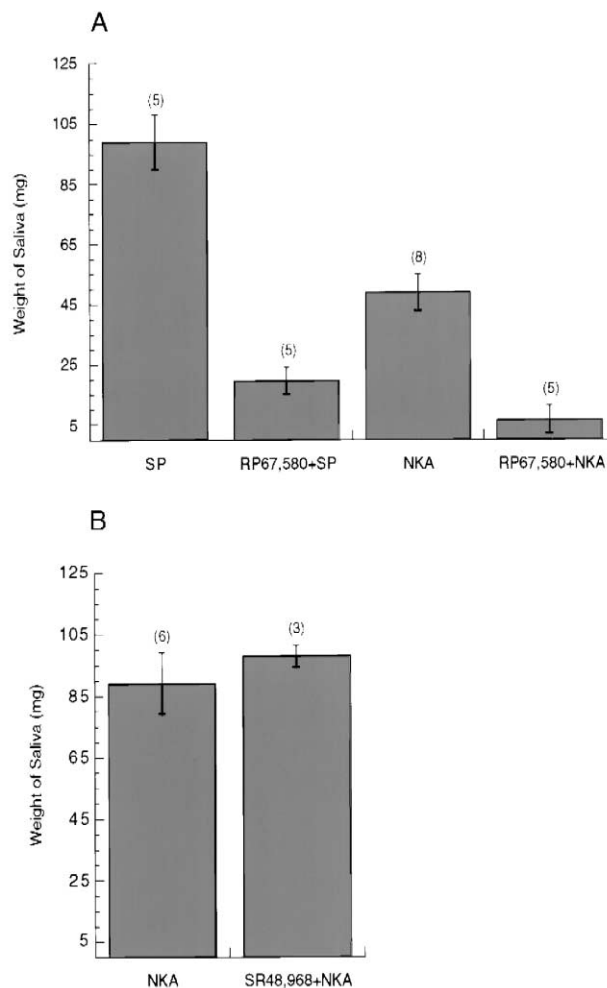 A
Weight of Saliva (mg)
125
105
85
65
45
25
5
(5)
(5)
(8)
(5)
SP
RP67,580+SP
NKA
RP67,580+NKA
B
Weight of Saliva (mg)
125
105
85
65
45
25
5
(6)
(3)
NKA
SR48,968+NKA